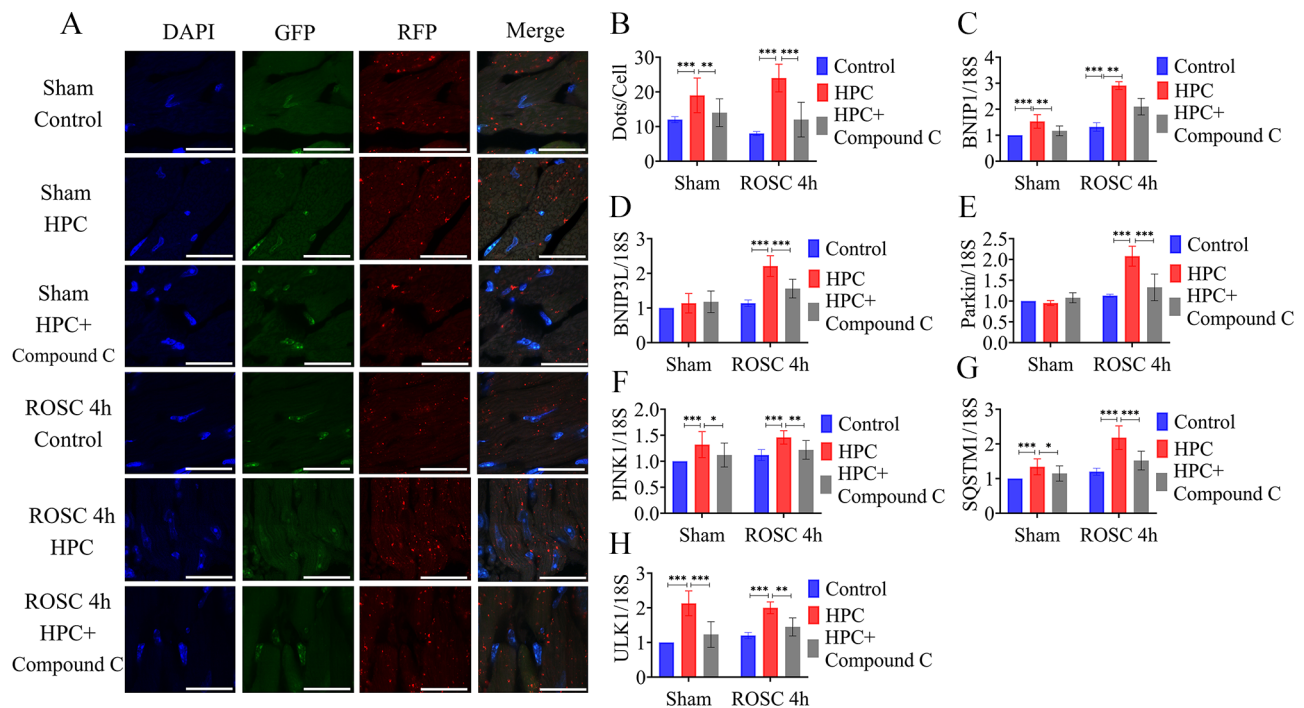 A
DAPI GFP RFP Merge
Sham
Control
Sham
HPC
Sham
HPC+
Compound C
ROSC 4h
Control
ROSC 4h
HPC
ROSC 4h
HPC+
Compound C
B
Dots/Cell
30
20
10
0
*** ** *** ***
Sham ROSC 4h
Control
HPC
HPC+
Compound C
C
BNIP1/18S
4
3
2
1
0
*** ** *** **
Sham ROSC 4h
Control
HPC
HPC+
Compound C
D
BNIP3L/18S
3
2
1
0
*** ***
Sham ROSC 4h
Control
HPC
HPC+
Compound C
E
Parkin/18S
2.5
2.0
1.5
1.0
0.5
0.0
*** ***
Sham ROSC 4h
Control
HPC
HPC+
Compound C
F
PINK1/18S
2.0
1.5
1.0
0.5
0.0
*** * *** **
Sham ROSC 4h
Control
HPC
HPC+
Compound C
G
SQSTM1/18S
3
2
1
0
*** * *** ***
Sham ROSC 4h
Control
HPC
HPC+
Compound C
H
ULK1/18S
3
2
1
0
*** *** *** **
Sham ROSC 4h
Control
HPC
HPC+
Compound C